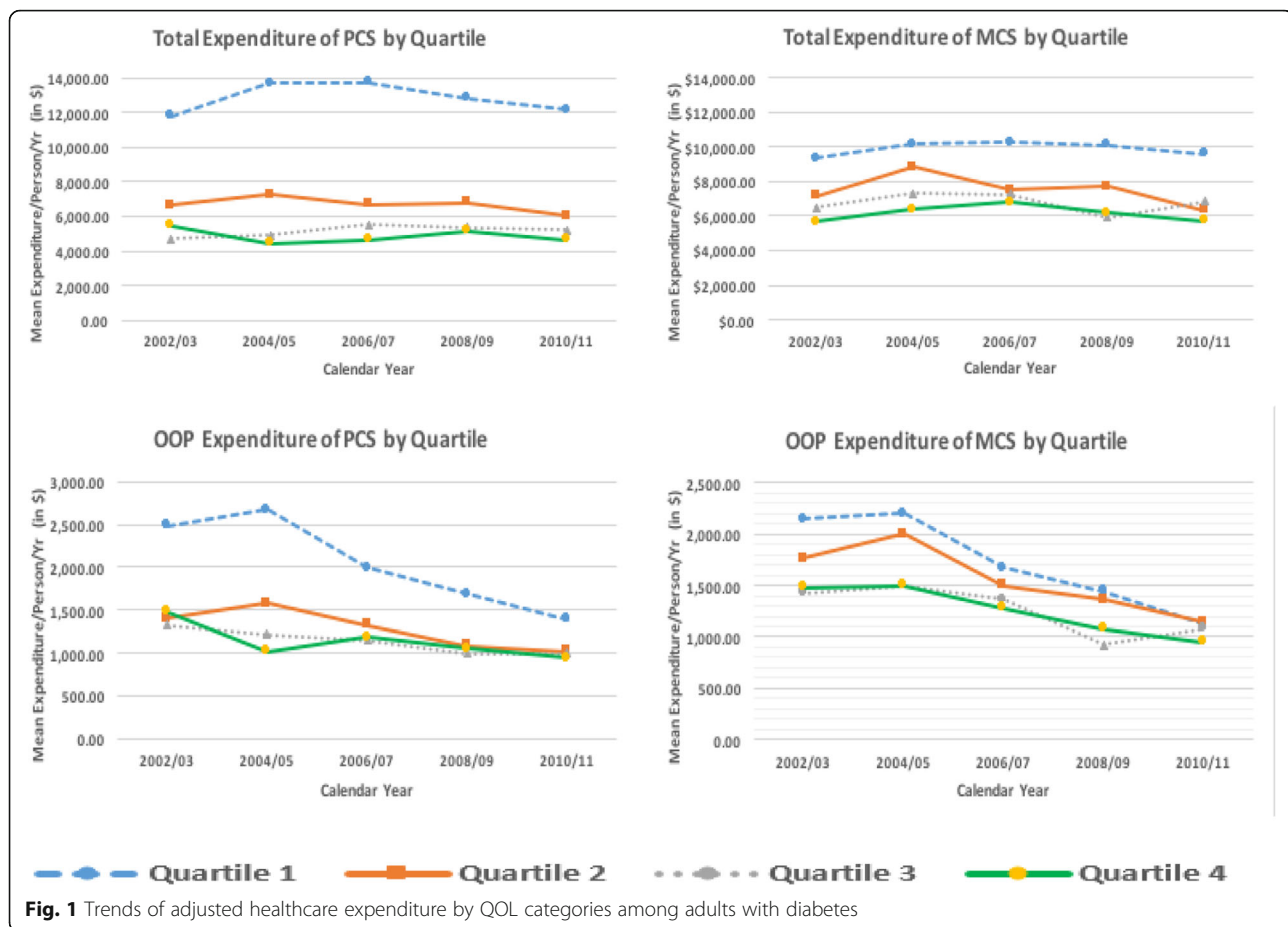 Total Expenditure of PCS by Quartile
Mean Expenditure/Person/Yr (in $)
14,000.00
12,000.00
10,000.00
8,000.00
6,000.00
4,000.00
2,000.00
0.00
2002/03 2004/05 2006/07 2008/09 2010/11
Calendar Year
Total Expenditure of MCS by Quartile
Mean Expenditure/Person/Yr (in $)
$14,000.00
$12,000.00
$10,000.00
$8,000.00
$6,000.00
$4,000.00
$2,000.00
$0.00
2002/03 2004/05 2006/07 2008/09 2010/11
Calendar Year
OOP Expenditure of PCS by Quartile
Mean Expenditure/Person/Yr (in $)
3,000.00
2,500.00
2,000.00
1,500.00
1,000.00
500.00
0.00
2002/03 2004/05 2006/07 2008/09 2010/11
Calendar Year
OOP Expenditure of MCS by Quartile
Mean Expenditure/Person/Yr (in $)
2,500.00
2,000.00
1,500.00
1,000.00
500.00
0.00
2002/03 2004/05 2006/07 2008/09 2010/11
Calendar Year
Quartile 1 Quartile 2 Quartile 3 Quartile 4
Fig. 1 Trends of adjusted healthcare expenditure by QOL categories among adults with diabetes